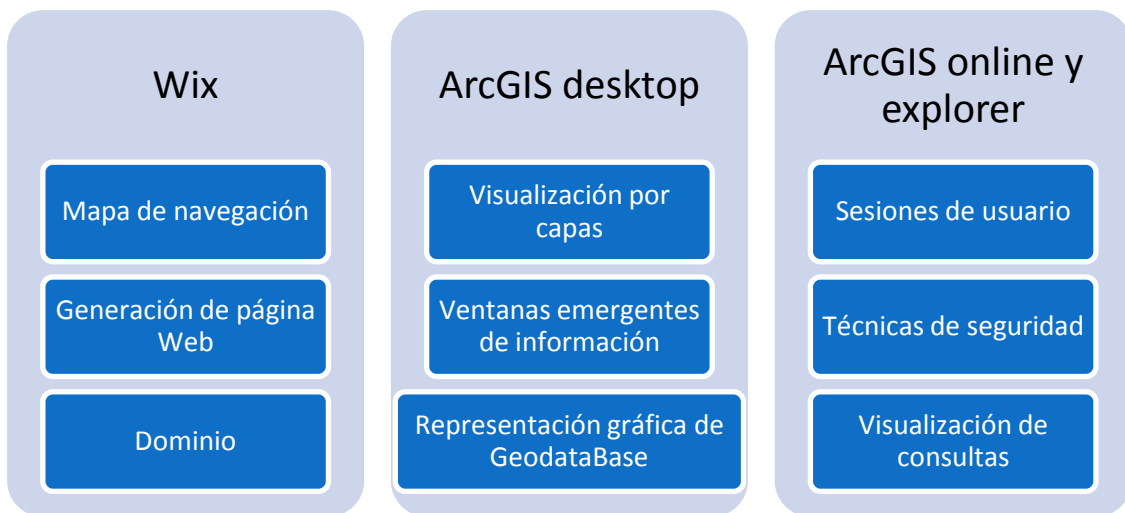 Wix
Mapa de navegación
Generación de página
Web
Dominio
ArcGIS desktop
Visualización por
capas
Ventanas emergentes
de información
Representación gráfica de
GeodataBase
ArcGIS online y
explorer
Sesiones de usuario
Técnicas de seguridad
Visualización de
consultas